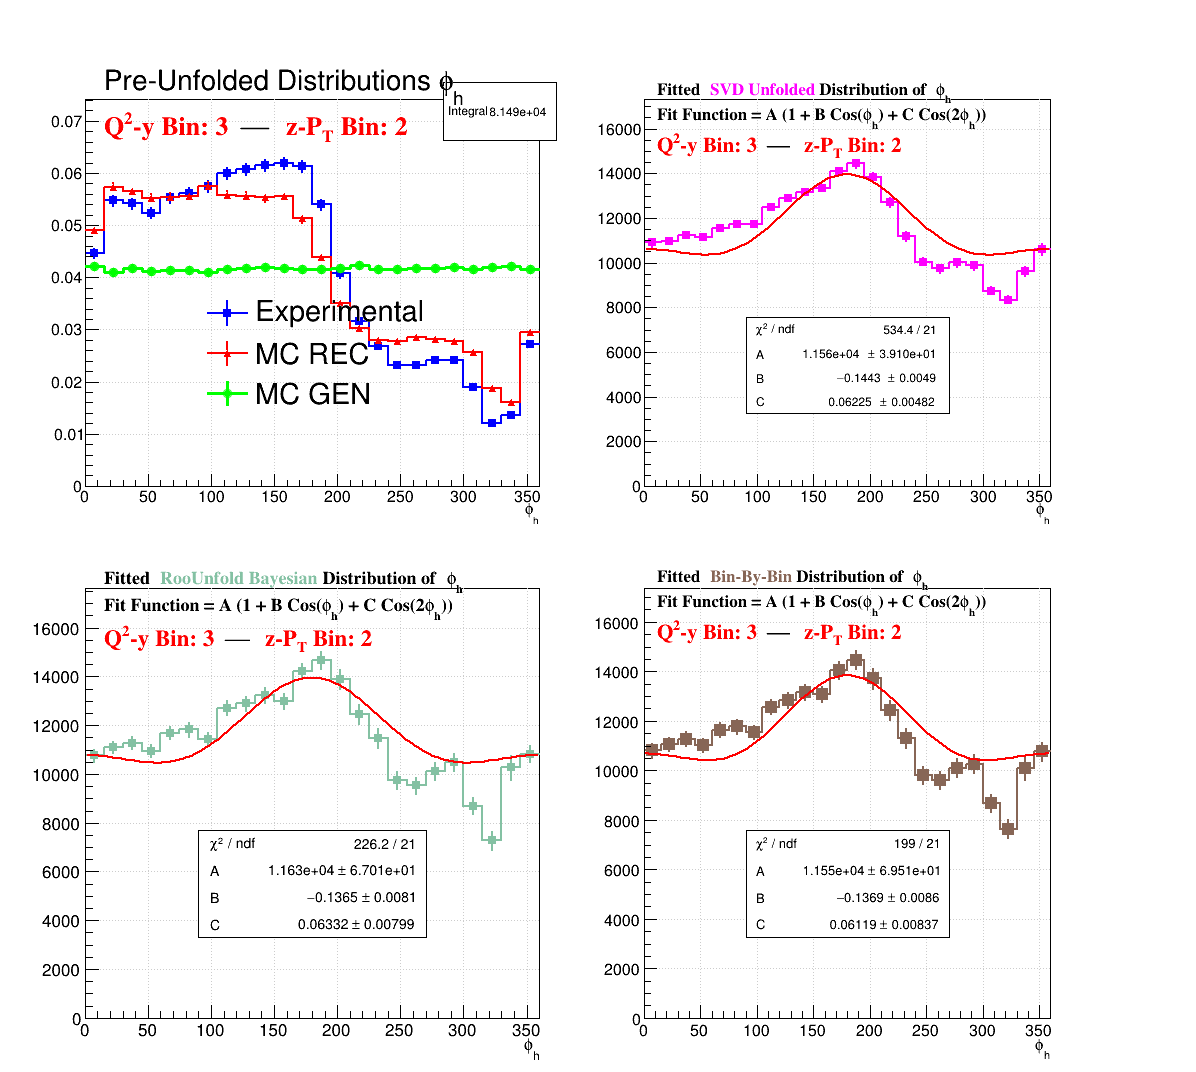 Pre-Unfolded Distributions ϕh
Integral 8.149e+04
Q²-y Bin: 3 — z-PT Bin: 2
0.07
0.06
0.05
0.04
0.03
0.02
0.01
0
Experimental
MC REC
MC GEN
0 50 100 150 200 250 300 350
ϕh
Fitted SVD Unfolded Distribution of ϕh
Fit Function = A (1 + B Cos(ϕh) + C Cos(2ϕh))
Q²-y Bin: 3 — z-PT Bin: 2
16000
14000
12000
10000
8000
6000
4000
2000
0
χ² / ndf 534.4 / 21
A 1.156e+04 ± 3.910e+01
B −0.1443 ± 0.0049
C 0.06225 ± 0.00482
0 50 100 150 200 250 300 350
ϕh
Fitted RooUnfold Bayesian Distribution of ϕh
Fit Function = A (1 + B Cos(ϕh) + C Cos(2ϕh))
Q²-y Bin: 3 — z-PT Bin: 2
16000
14000
12000
10000
8000
6000
4000
2000
0
χ² / ndf 226.2 / 21
A 1.163e+04 ± 6.701e+01
B −0.1365 ± 0.0081
C 0.06332 ± 0.00799
0 50 100 150 200 250 300 350
ϕh
Fitted Bin-By-Bin Distribution of ϕh
Fit Function = A (1 + B Cos(ϕh) + C Cos(2ϕh))
Q²-y Bin: 3 — z-PT Bin: 2
16000
14000
12000
10000
8000
6000
4000
2000
0
χ² / ndf 199 / 21
A 1.155e+04 ± 6.951e+01
B −0.1369 ± 0.0086
C 0.06119 ± 0.00837
0 50 100 150 200 250 300 350
ϕh